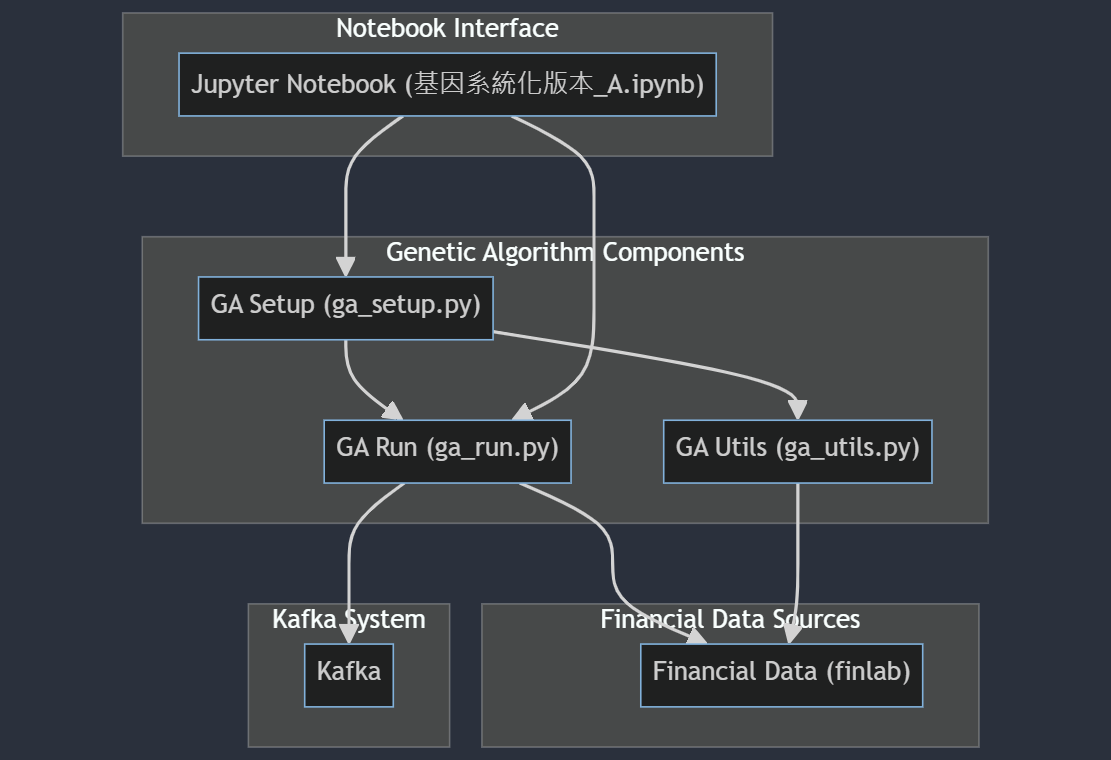 Notebook Interface
Jupyter Notebook (基因系統化版本_A.ipynb)
Genetic Algorithm Components
GA Setup (ga_setup.py)
GA Run (ga_run.py)
GA Utils (ga_utils.py)
Kafka System
Financial Data Sources
Kafka
Financial Data (finlab)